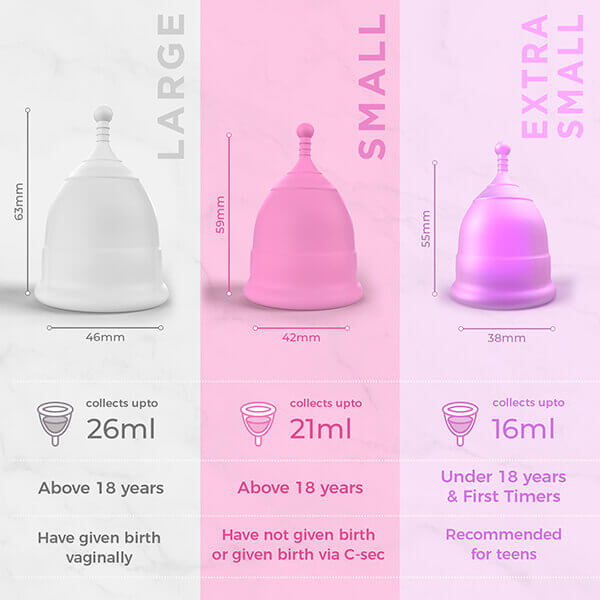 LARGE
63mm
46mm
collects upto
26ml
Above 18 years
Have given birth
vaginally
SMALL
59mm
42mm
collects upto
21ml
Above 18 years
Have not given birth
or given birth via C-sec
EXTRA
SMALL
55mm
38mm
collects upto
16ml
Under 18 years
& First Timers
Recommended
for teens